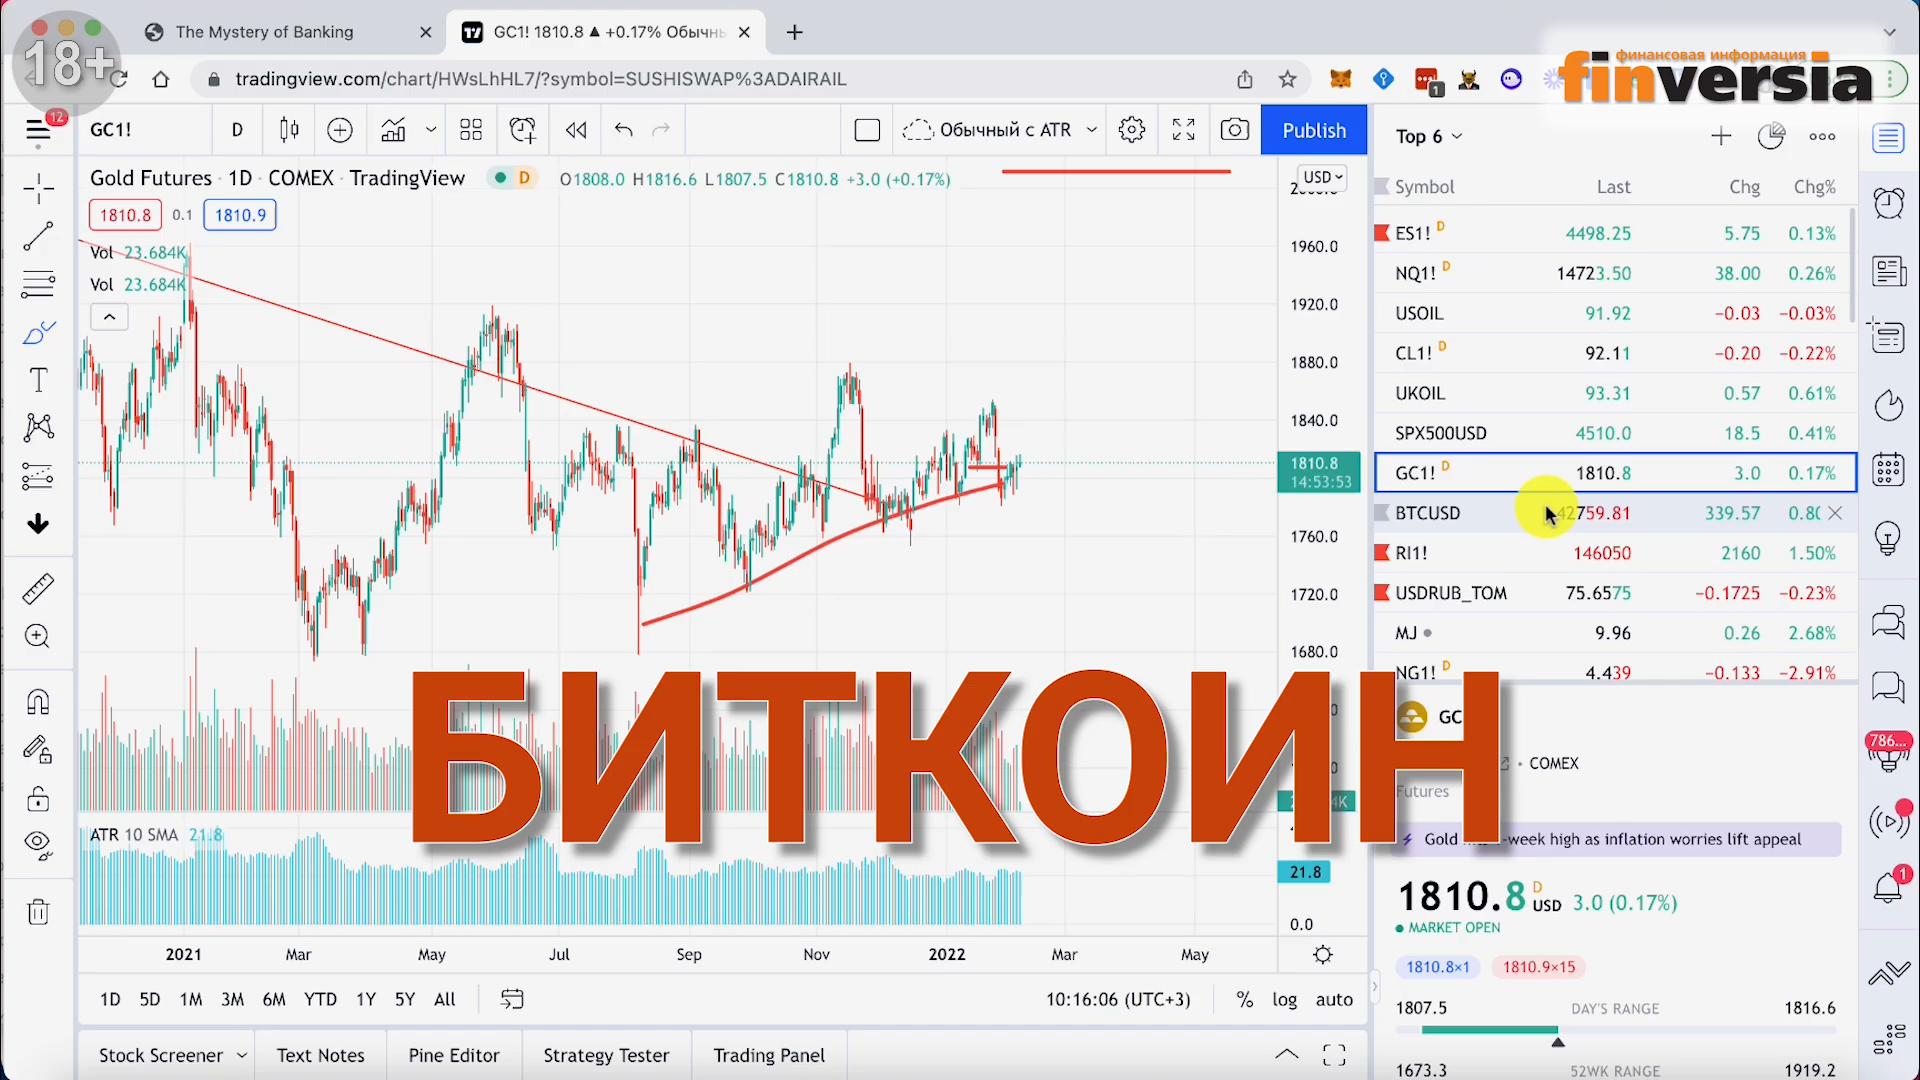 The Mystery of Banking
GC1! 1810.8 ▲ +0.17% Обычн
18+
tradingview.com/chart/HWsLhHL7/?symbol=SUSHISWAP%3ADAIRAIL
1
финансовая информация
finversia
12
GC1!
D
Обычный с ATR
Publish
Gold Futures · 1D · COMEX · TradingView
D
O1808.0 H1816.6 L1807.5 C1810.8 +3.0 (+0.17%)
USD
1810.8
0.1
1810.9
Vol 23.684K
Vol 23.684K
1960.0
1920.0
1880.0
1840.0
1810.8
14:53:53
1760.0
1720.0
1680.0
БИТКОИН
ATR 10 SMA 21.8
21.8
0.0
2021
Mar
May
Jul
Sep
Nov
2022
Mar
May
1D
5D
1M
3M
6M
YTD
1Y
5Y
All
10:16:06 (UTC+3)
%
log
auto
Stock Screener
Text Notes
Pine Editor
Strategy Tester
Trading Panel
Top 6
Symbol Last Chg Chg%
ES1! D 4498.25 5.75 0.13%
NQ1! D 14723.50 38.00 0.26%
USOIL 91.92 −0.03 −0.03%
CL1! D 92.11 −0.20 −0.22%
UKOIL 93.31 0.57 0.61%
SPX500USD 4510.0 18.5 0.41%
GC1! D 1810.8 3.0 0.17%
BTCUSD 42759.81 339.57 0.80
RI1! 146050 2160 1.50%
USDRUB_TOM 75.6575 −0.1725 −0.23%
MJ 9.96 0.26 2.68%
NG1! D 4.439 −0.133 −2.91%
GC
• COMEX
Futures
Gold -week high as inflation worries lift appeal
1810.8 D USD 3.0 (0.17%)
MARKET OPEN
1810.8×1
1810.9×15
1807.5 DAY'S RANGE 1816.6
1673.3 52WK RANGE 1919.2
786...
1